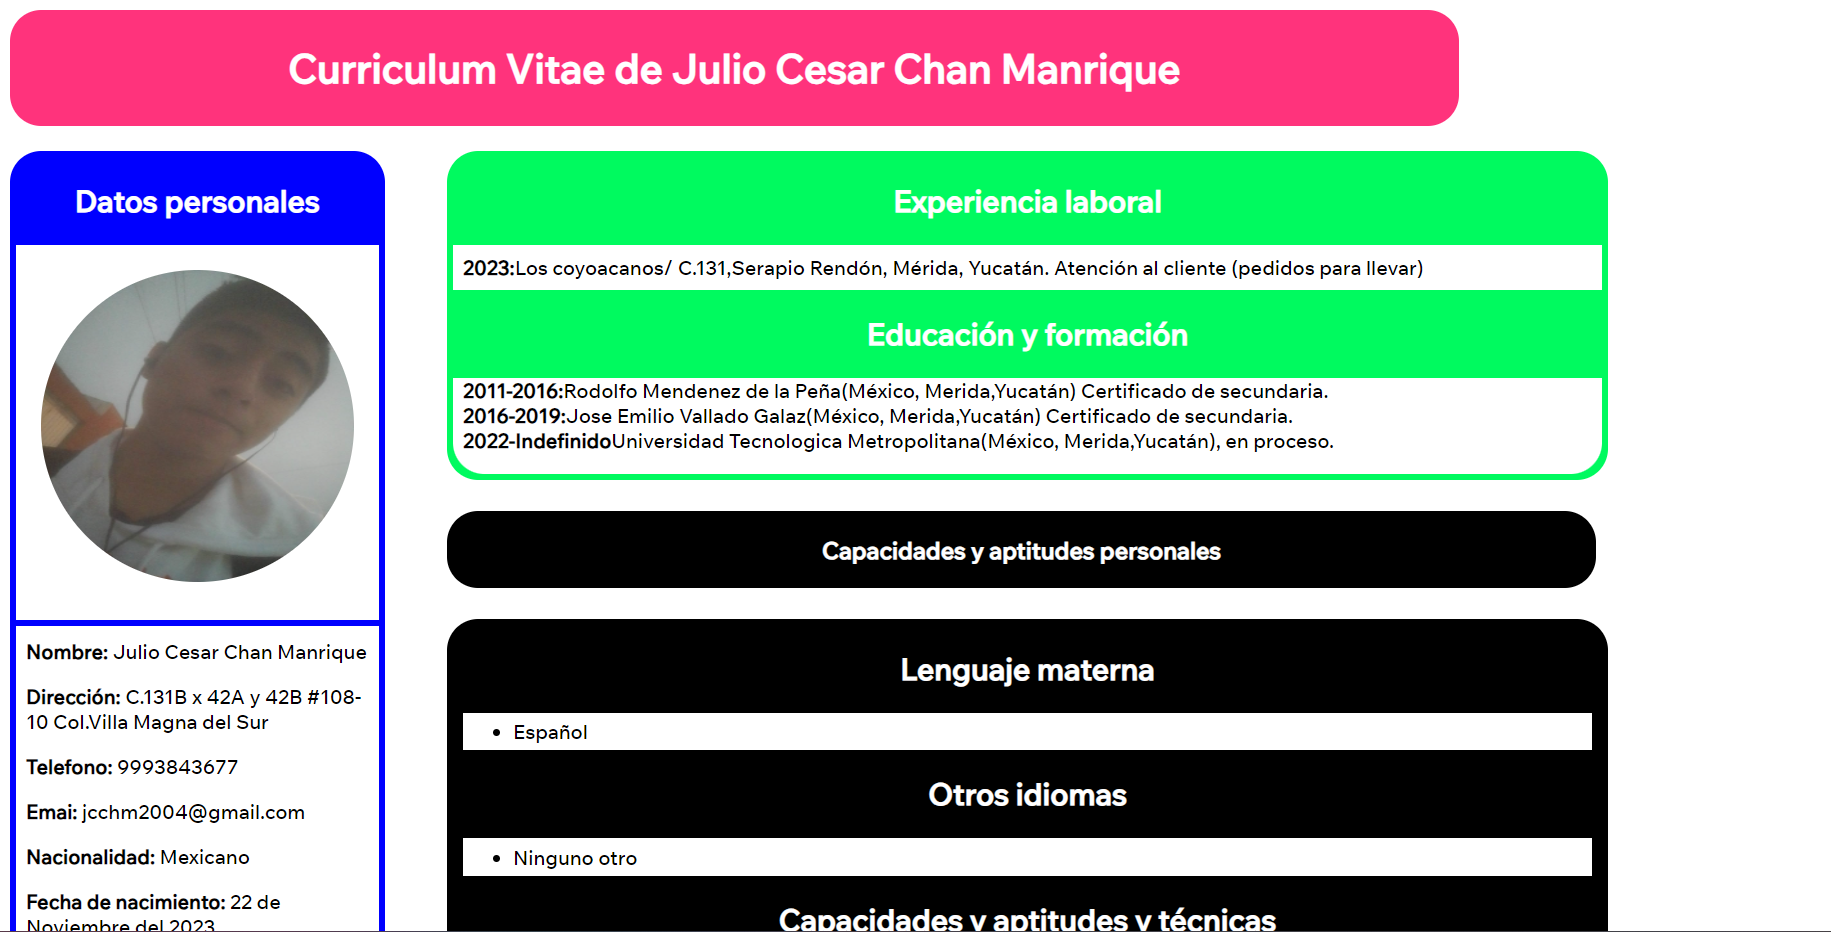 Curriculum Vitae de Julio Cesar Chan Manrique
Datos personales
Nombre: Julio Cesar Chan Manrique
Dirección: C.131B x 42A y 42B #108-
10 Col.Villa Magna del Sur
Telefono: 9993843677
Emai: jcchm2004@gmail.com
Nacionalidad: Mexicano
Fecha de nacimiento: 22 de
Noviembre del 2023
Experiencia laboral
2023:Los coyoacanos/ C.131,Serapio Rendón, Mérida, Yucatán. Atención al cliente (pedidos para llevar)
Educación y formación
2011-2016:Rodolfo Mendenez de la Peña(México, Merida,Yucatán) Certificado de secundaria.
2016-2019:Jose Emilio Vallado Galaz(México, Merida,Yucatán) Certificado de secundaria.
2022-IndefinidoUniversidad Tecnologica Metropolitana(México, Merida,Yucatán), en proceso.
Capacidades y aptitudes personales
Lenguaje materna
• Español
Otros idiomas
• Ninguno otro
Capacidades y aptitudes y técnicas